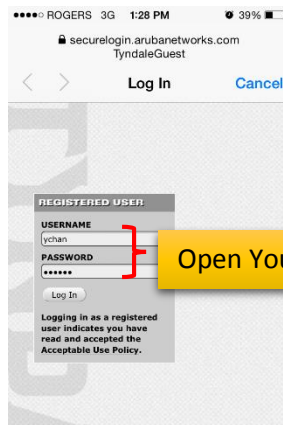 ROGERS 3G 1:28 PM 39%
securelogin.arubanetworks.com
TyndaleGuest
Log In Cancel
REGISTERED USER
USERNAME
ychan
PASSWORD
••••••
Log In
Open You
Logging in as a registered
user indicates you have
read and accepted the
Acceptable Use Policy.